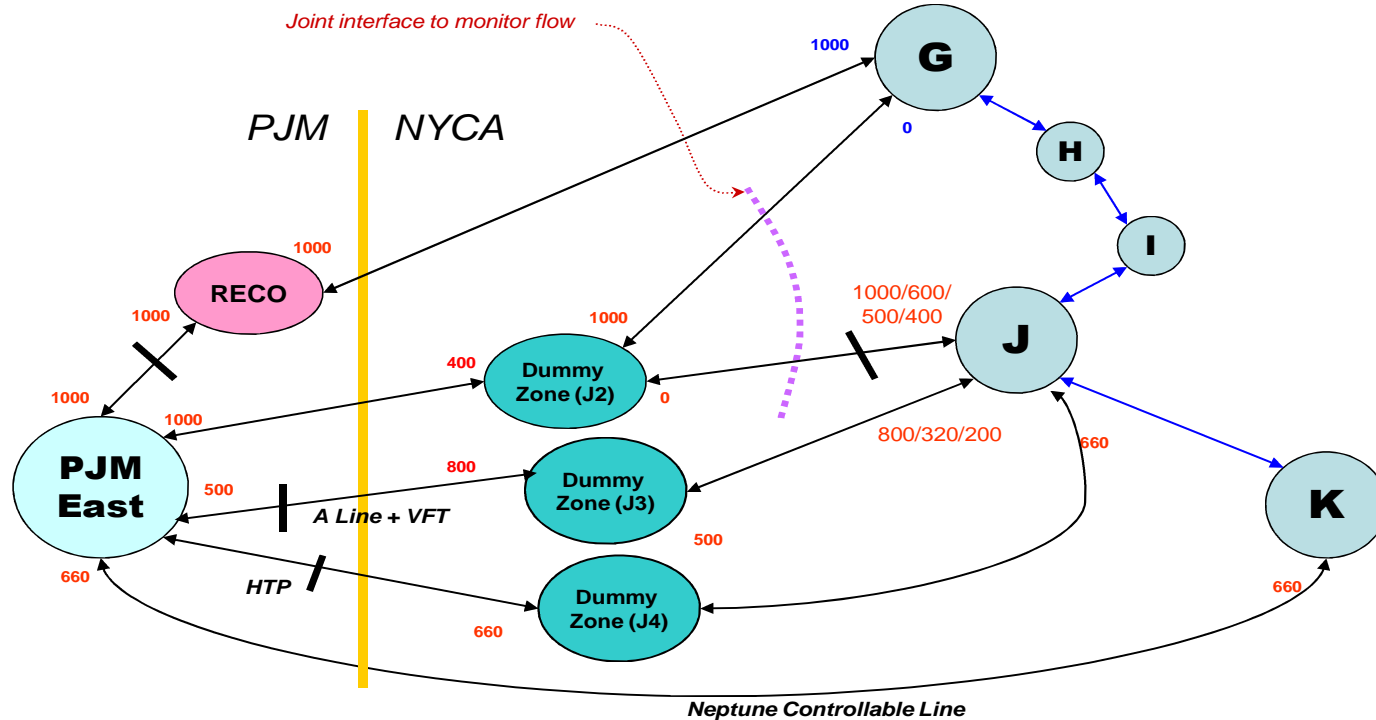 Joint interface to monitor flow
1000
G
PJM
NYCA
0
H
I
1000
RECO
1000
1000/600/
500/400
1000
J
400
Dummy
Zone (J2)
0
1000
1000
PJM
East
500
800
A Line + VFT
Dummy
Zone (J3)
500
800/320/200
660
K
HTP
660
Dummy
Zone (J4)
660
660
Neptune Controllable Line